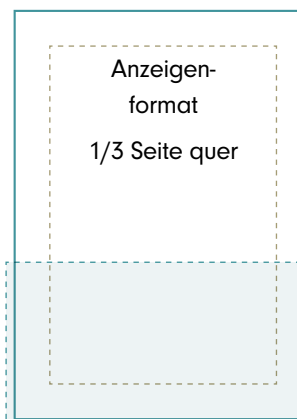 Anzeigen-
format
1/3 Seite quer